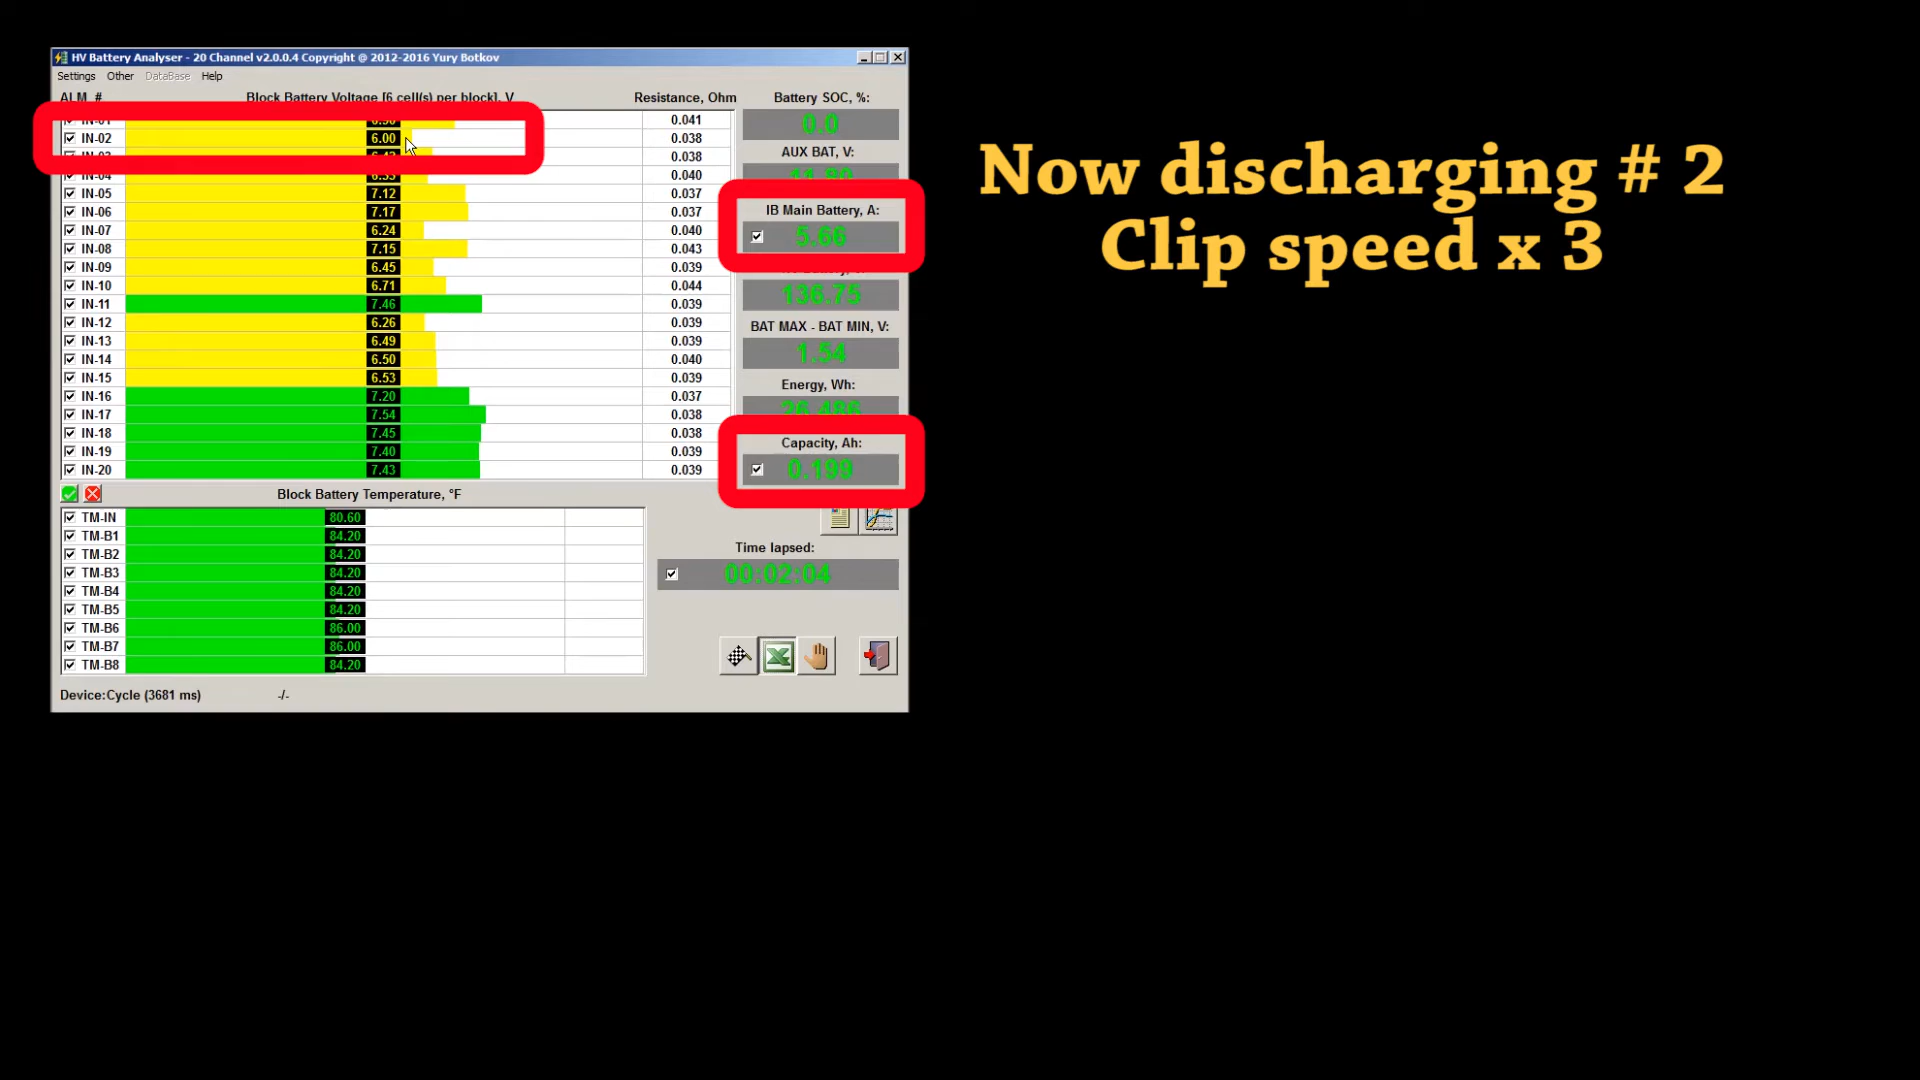 HV Battery Analyser - 20 Channel v2.0.0.4 Copyright @ 2012-2016 Yury Botkov
Settings Other DataBase Help
ALM # Block Battery Voltage [6 cell(s) per block], V Resistance, Ohm
IN-01 0.041
IN-02 6.00 0.038
0.038
IN-04 0.040
IN-05 7.12 0.037
IN-06 7.17 0.037
IN-07 6.24 0.040
IN-08 7.15 0.043
IN-09 6.45 0.039
IN-10 6.71 0.044
IN-11 7.46 0.039
IN-12 6.26 0.039
IN-13 6.49 0.039
IN-14 6.50 0.040
IN-15 6.53 0.039
IN-16 7.20 0.037
IN-17 7.54 0.038
IN-18 7.45 0.038
IN-19 7.40 0.039
IN-20 7.43 0.039
Battery SOC, %:
0.0
AUX BAT, V:
IB Main Battery, A:
5.66
136.75
BAT MAX - BAT MIN, V:
1.54
Energy, Wh:
26.486
Capacity, Ah:
0.199
Block Battery Temperature, °F
TM-IN 80.60
TM-B1 84.20
TM-B2 84.20
TM-B3 84.20
TM-B4 84.20
TM-B5 84.20
TM-B6 86.00
TM-B7 86.00
TM-B8 84.20
Time lapsed:
00:02:04
Device:Cycle (3681 ms) -/-
Now discharging # 2
Clip speed x 3